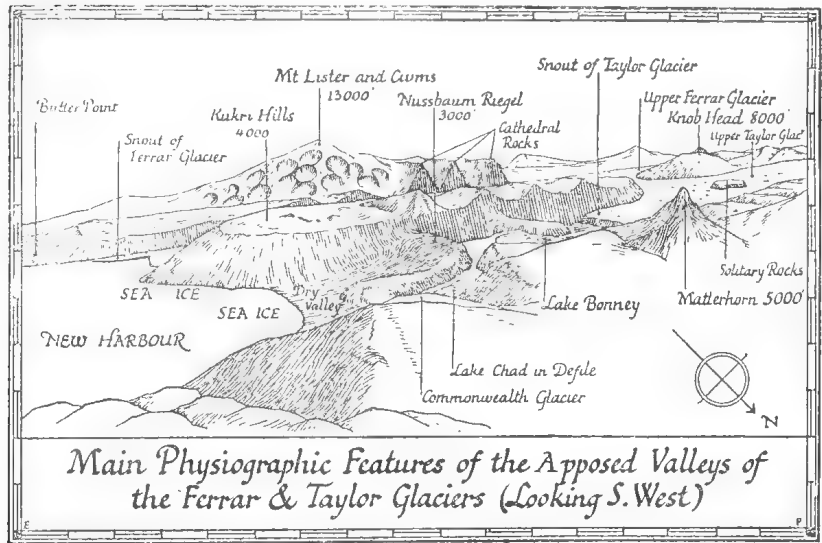 Mt Lister and Cwms
13000'
Snout of Taylor Glacier
Butter Point
Kukri Hills
4000
Nussbaum Riegel
3000'
Upper Ferrar Glacier
Knob Head 8000'
Upper Taylor Glac'
Snout of
Ferrar Glacier
Cathedral
Rocks
SEA ICE
SEA ICE
Dry
Valley
Lake Bonney
Solitary Rocks
Matterhorn 5000'
NEW HARBOUR
Lake Chad in Defile
Commonwealth Glacier
N
Main Physiographic Features of the Apposed Valleys of
the Ferrar & Taylor Glaciers (Looking S. West)
E
P